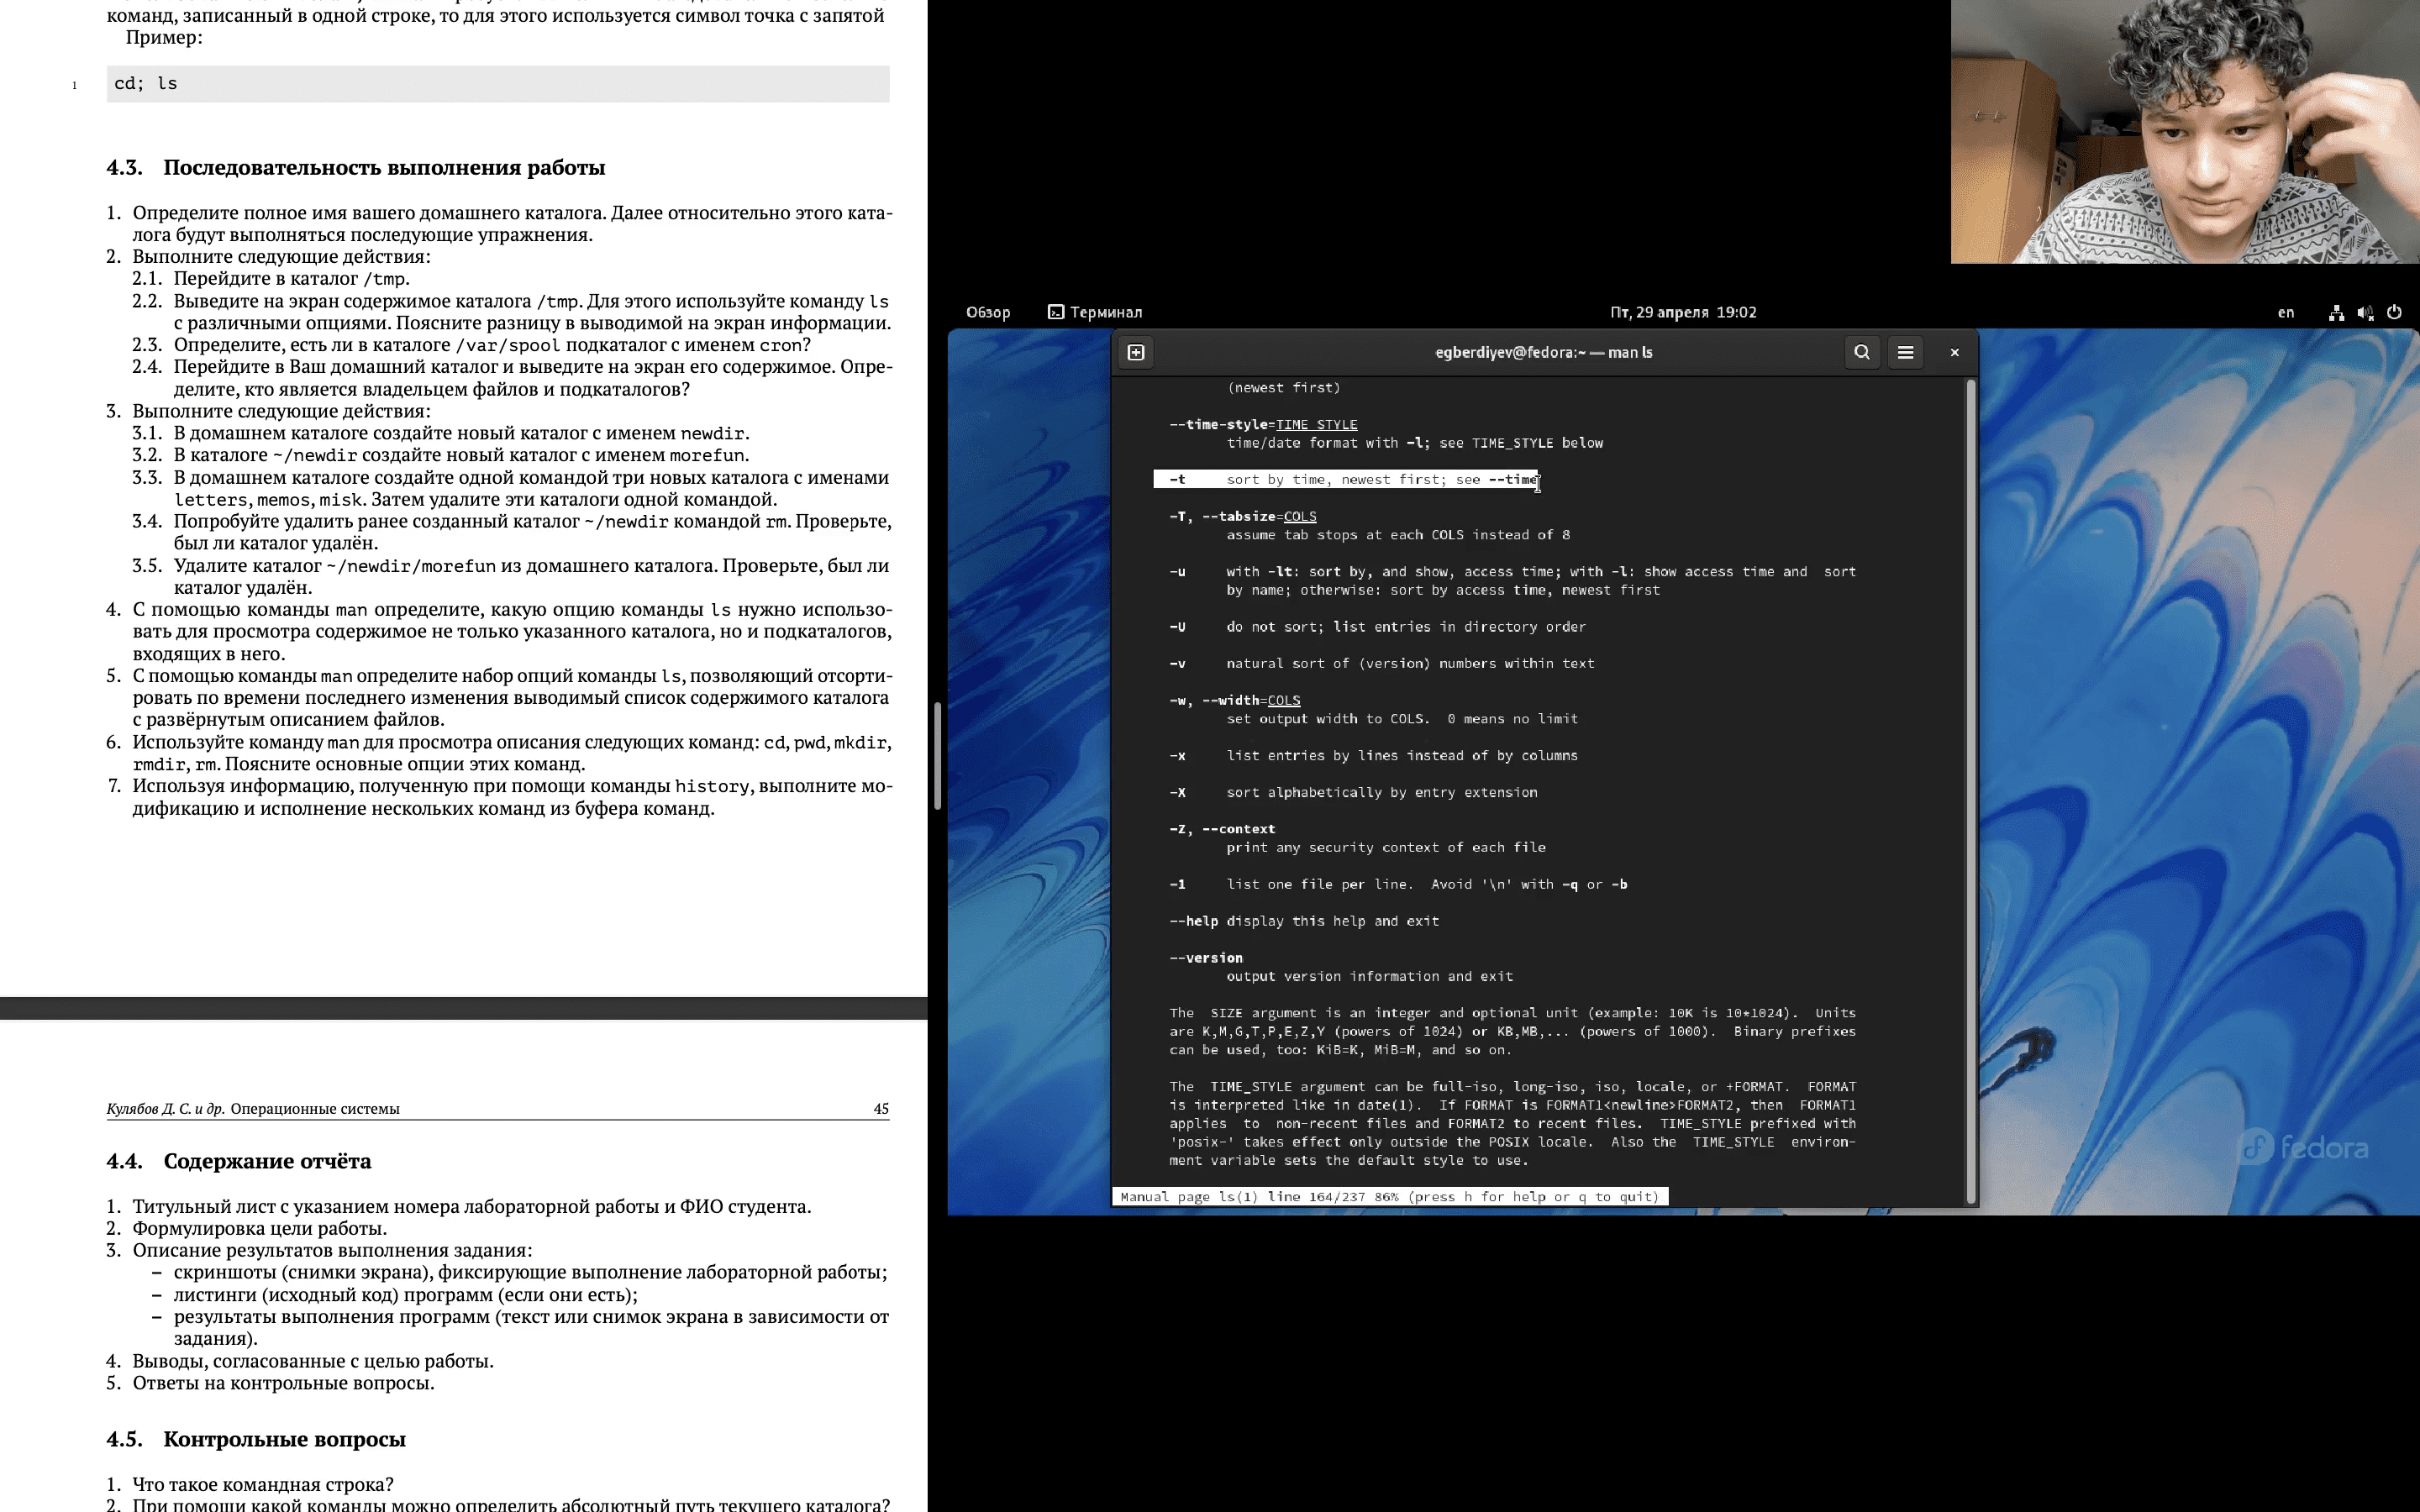 команд, записанный в одной строке, то для этого используется символ точка с запятой
Пример:
1
cd; ls
4.3. Последовательность выполнения работы
1. Определите полное имя вашего домашнего каталога. Далее относительно этого ката-
лога будут выполняться последующие упражнения.
2. Выполните следующие действия:
2.1. Перейдите в каталог /tmp.
2.2. Выведите на экран содержимое каталога /tmp. Для этого используйте команду ls
с различными опциями. Поясните разницу в выводимой на экран информации.
2.3. Определите, есть ли в каталоге /var/spool подкаталог с именем cron?
2.4. Перейдите в Ваш домашний каталог и выведите на экран его содержимое. Опре-
делите, кто является владельцем файлов и подкаталогов?
3. Выполните следующие действия:
3.1. В домашнем каталоге создайте новый каталог с именем newdir.
3.2. В каталоге ~/newdir создайте новый каталог с именем morefun.
3.3. В домашнем каталоге создайте одной командой три новых каталога с именами
letters, memos, misk. Затем удалите эти каталоги одной командой.
3.4. Попробуйте удалить ранее созданный каталог ~/newdir командой rm. Проверьте,
был ли каталог удалён.
3.5. Удалите каталог ~/newdir/morefun из домашнего каталога. Проверьте, был ли
каталог удалён.
4. С помощью команды man определите, какую опцию команды ls нужно использо-
вать для просмотра содержимое не только указанного каталога, но и подкаталогов,
входящих в него.
5. С помощью команды man определите набор опций команды ls, позволяющий отсорти-
ровать по времени последнего изменения выводимый список содержимого каталога
с развёрнутым описанием файлов.
6. Используйте команду man для просмотра описания следующих команд: cd, pwd, mkdir,
rmdir, rm. Поясните основные опции этих команд.
7. Используя информацию, полученную при помощи команды history, выполните мо-
дификацию и исполнение нескольких команд из буфера команд.
Кулябов Д. С. и др. Операционные системы 45
4.4. Содержание отчёта
1. Титульный лист с указанием номера лабораторной работы и ФИО студента.
2. Формулировка цели работы.
3. Описание результатов выполнения задания:
– скриншоты (снимки экрана), фиксирующие выполнение лабораторной работы;
– листинги (исходный код) программ (если они есть);
– результаты выполнения программ (текст или снимок экрана в зависимости от
задания).
4. Выводы, согласованные с целью работы.
5. Ответы на контрольные вопросы.
4.5. Контрольные вопросы
1. Что такое командная строка?
2. При помощи какой команды можно определить абсолютный путь текущего каталога?
Обзор Терминал Пт, 29 апреля 19:02 en
egberdiyev@fedora:~ — man ls
(newest first)
--time-style=TIME_STYLE
time/date format with -l; see TIME_STYLE below
-t sort by time, newest first; see --time
-T, --tabsize=COLS
assume tab stops at each COLS instead of 8
-u with -lt: sort by, and show, access time; with -l: show access time and sort
by name; otherwise: sort by access time, newest first
-U do not sort; list entries in directory order
-v natural sort of (version) numbers within text
-w, --width=COLS
set output width to COLS. 0 means no limit
-x list entries by lines instead of by columns
-X sort alphabetically by entry extension
-Z, --context
print any security context of each file
-1 list one file per line. Avoid '\n' with -q or -b
--help display this help and exit
--version
output version information and exit
The SIZE argument is an integer and optional unit (example: 10K is 10*1024). Units
are K,M,G,T,P,E,Z,Y (powers of 1024) or KB,MB,... (powers of 1000). Binary prefixes
can be used, too: KiB=K, MiB=M, and so on.
The TIME_STYLE argument can be full-iso, long-iso, iso, locale, or +FORMAT. FORMAT
is interpreted like in date(1). If FORMAT is FORMAT1<newline>FORMAT2, then FORMAT1
applies to non-recent files and FORMAT2 to recent files. TIME_STYLE prefixed with
'posix-' takes effect only outside the POSIX locale. Also the TIME_STYLE environ-
ment variable sets the default style to use.
Manual page ls(1) line 164/237 86% (press h for help or q to quit)
fedora